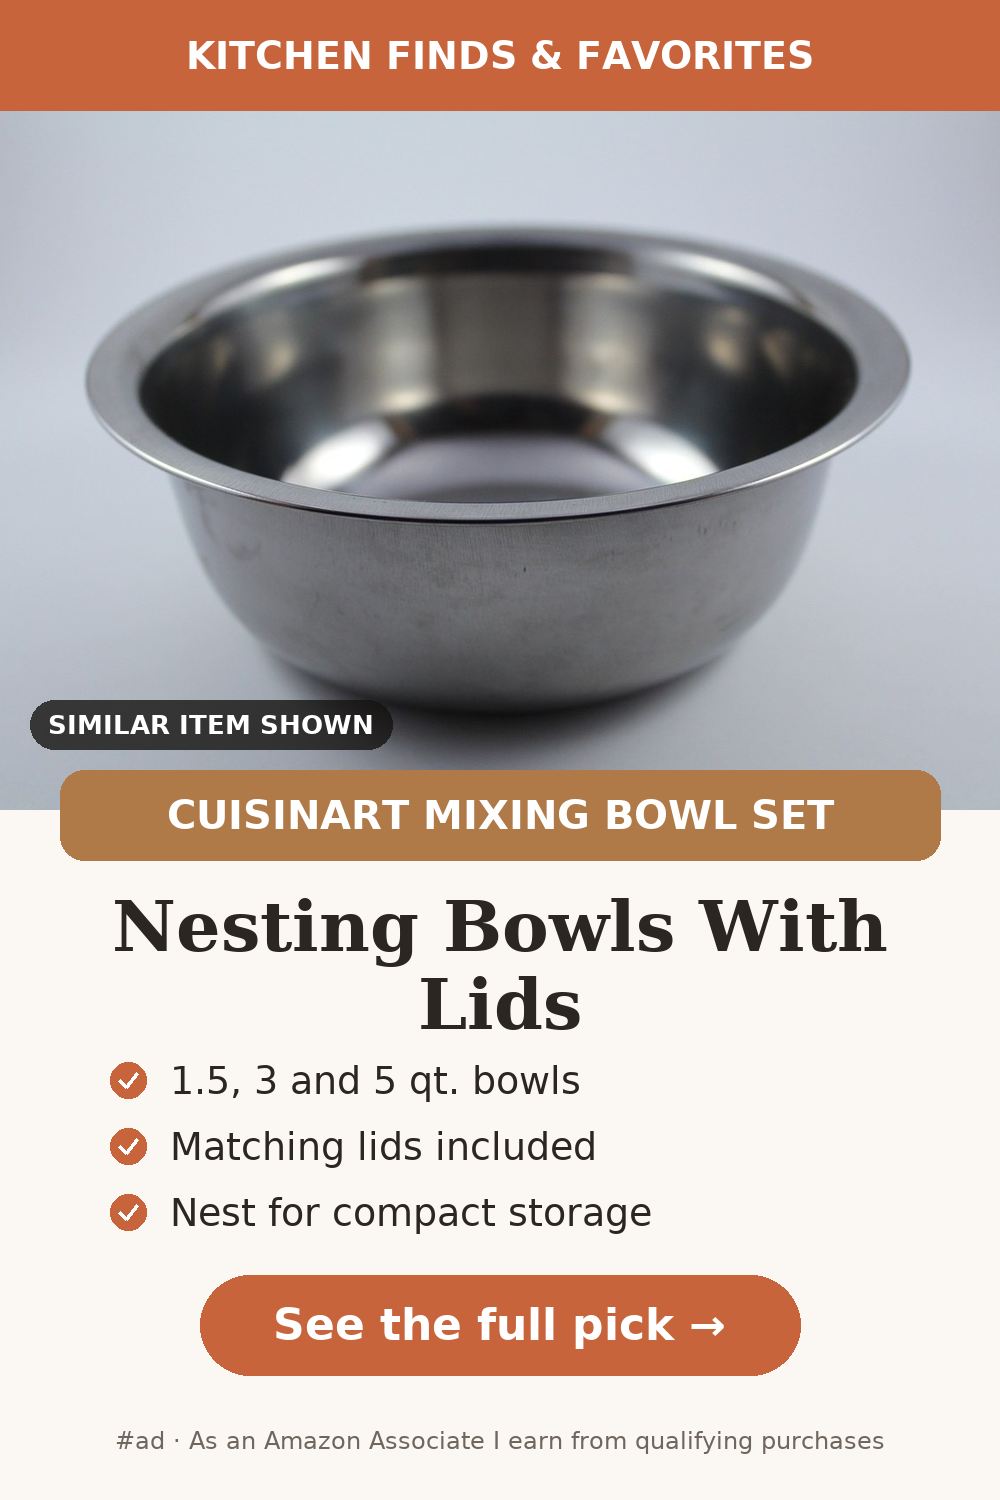 KITCHEN FINDS & FAVORITES
SIMILAR ITEM SHOWN
CUISINART MIXING BOWL SET
Nesting Bowls With
Lids
1.5, 3 and 5 qt. bowls
Matching lids included
Nest for compact storage
See the full pick →
#ad · As an Amazon Associate I earn from qualifying purchases